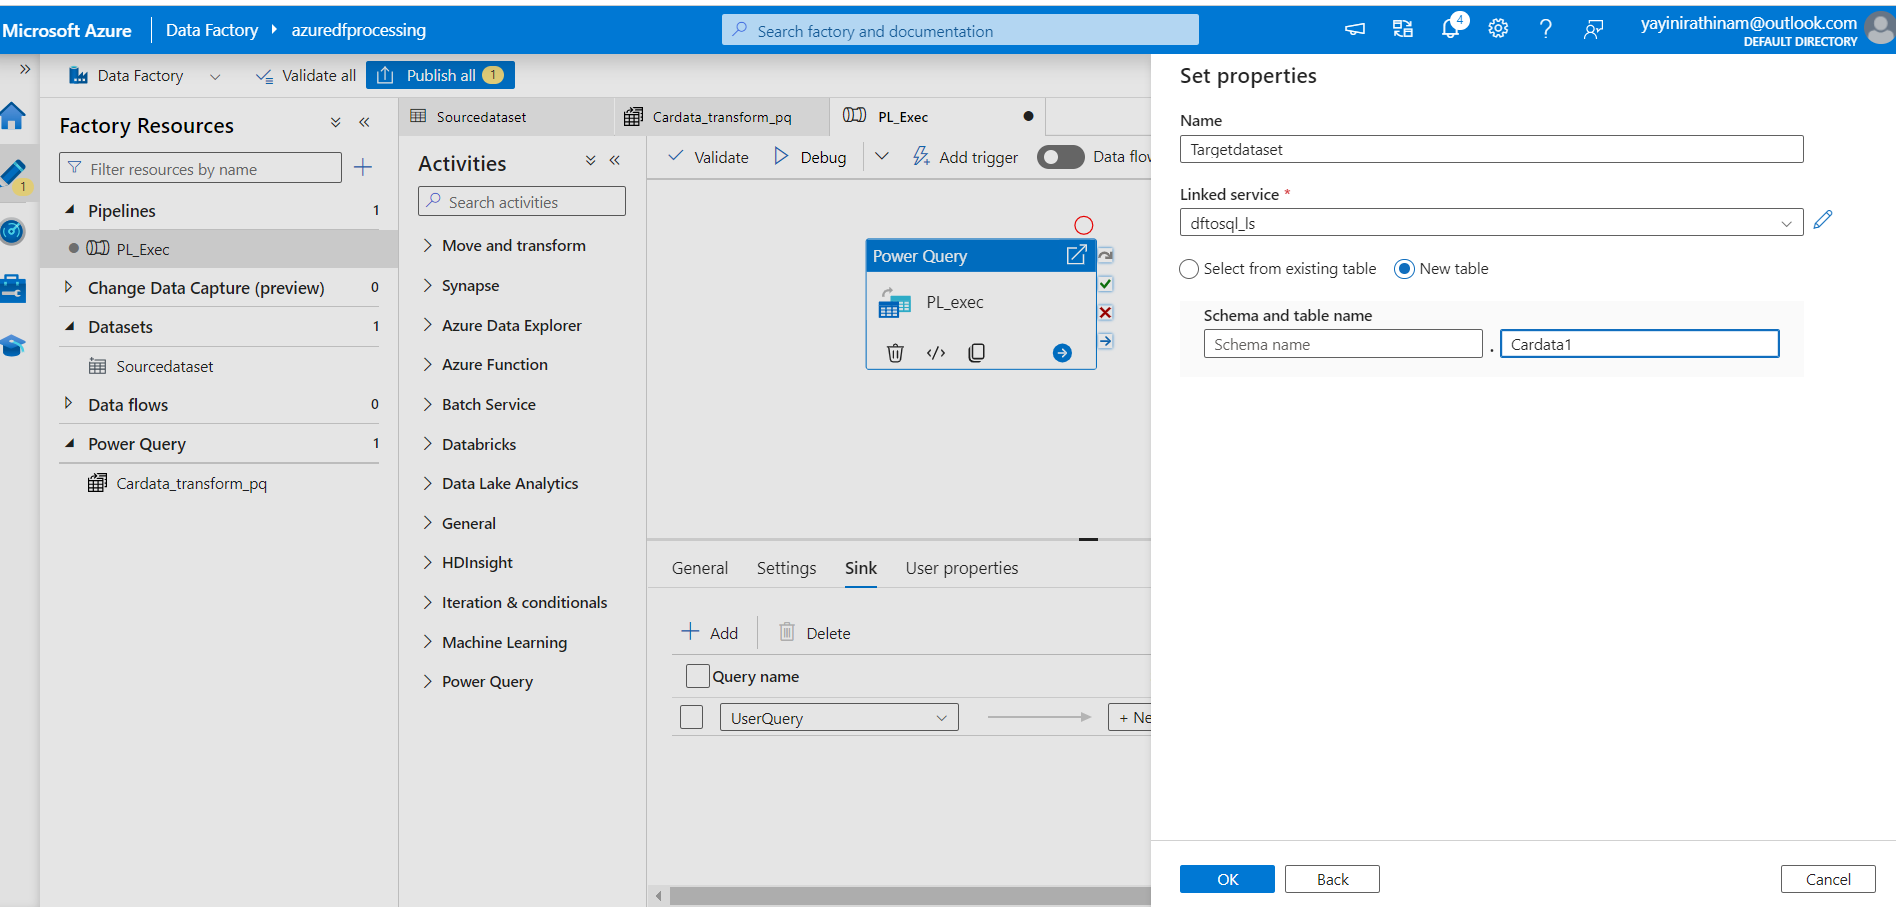 Microsoft Azure
Data Factory
azuredfprocessing
Search factory and documentation
4
yayinirathinam@outlook.com
DEFAULT DIRECTORY
Data Factory
Validate all
Publish all 1
1
Factory Resources
Filter resources by name
Pipelines 1
PL_Exec
Change Data Capture (preview) 0
Datasets 1
Sourcedataset
Data flows 0
Power Query 1
Cardata_transform_pq
Sourcedataset
Cardata_transform_pq
PL_Exec
Activities
Search activities
Move and transform
Synapse
Azure Data Explorer
Azure Function
Batch Service
Databricks
Data Lake Analytics
General
HDInsight
Iteration & conditionals
Machine Learning
Power Query
Validate
Debug
Add trigger
Data flow
Power Query
PL_exec
General
Settings
Sink
User properties
+ Add
Delete
Query name
UserQuery
+ Ne
Set properties
Name
Targetdataset
Linked service *
dftosql_ls
Select from existing table
New table
Schema and table name
Schema name . Cardata1
OK
Back
Cancel